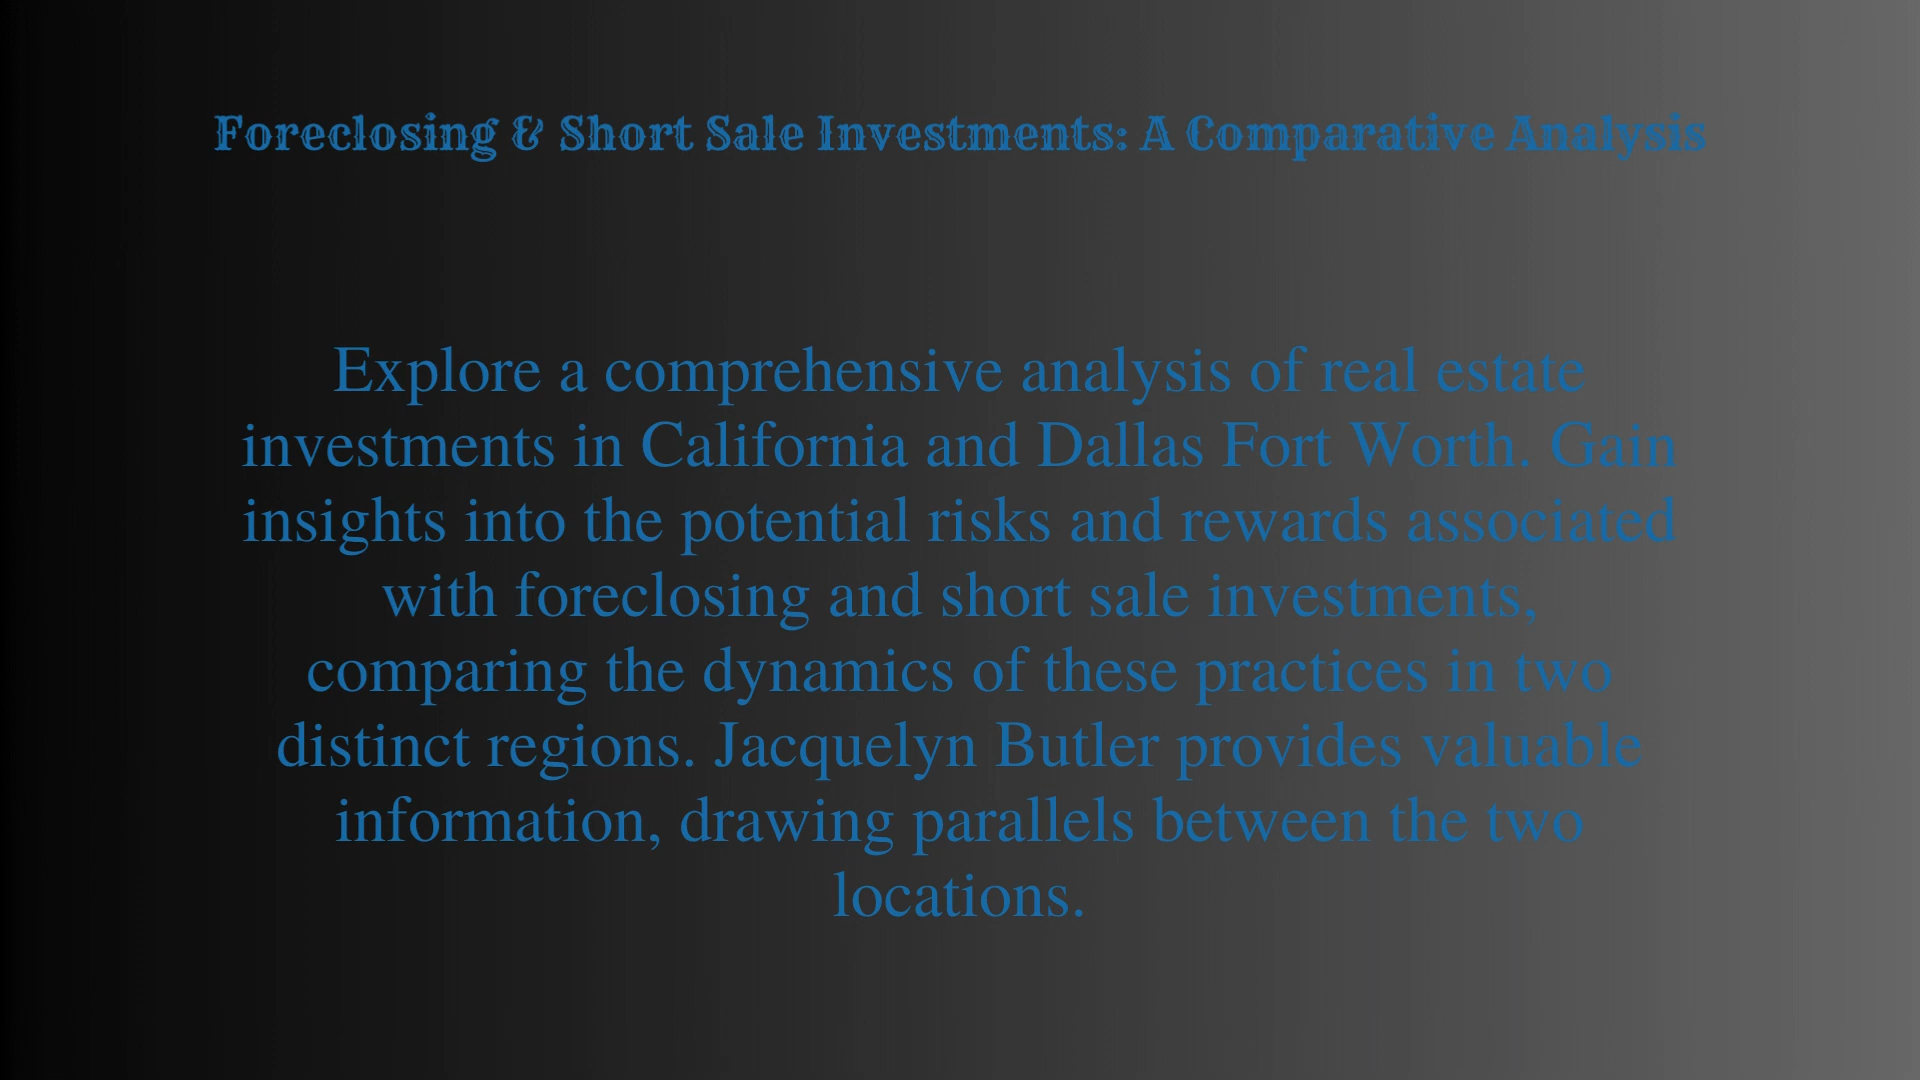 Foreclosing & Short Sale Investments: A Comparative Analysis
Explore a comprehensive analysis of real estate
investments in California and Dallas Fort Worth. Gain
insights into the potential risks and rewards associated
with foreclosing and short sale investments,
comparing the dynamics of these practices in two
distinct regions. Jacquelyn Butler provides valuable
information, drawing parallels between the two
locations.